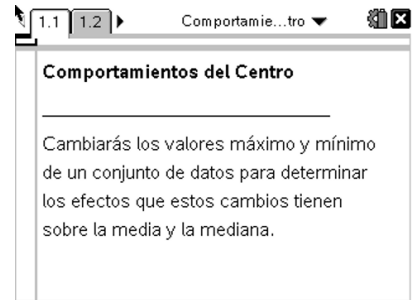 1.1 1.2 Comportamie...tro
Comportamientos del Centro
Cambiarás los valores máximo y mínimo
de un conjunto de datos para determinar
los efectos que estos cambios tienen
sobre la media y la mediana.